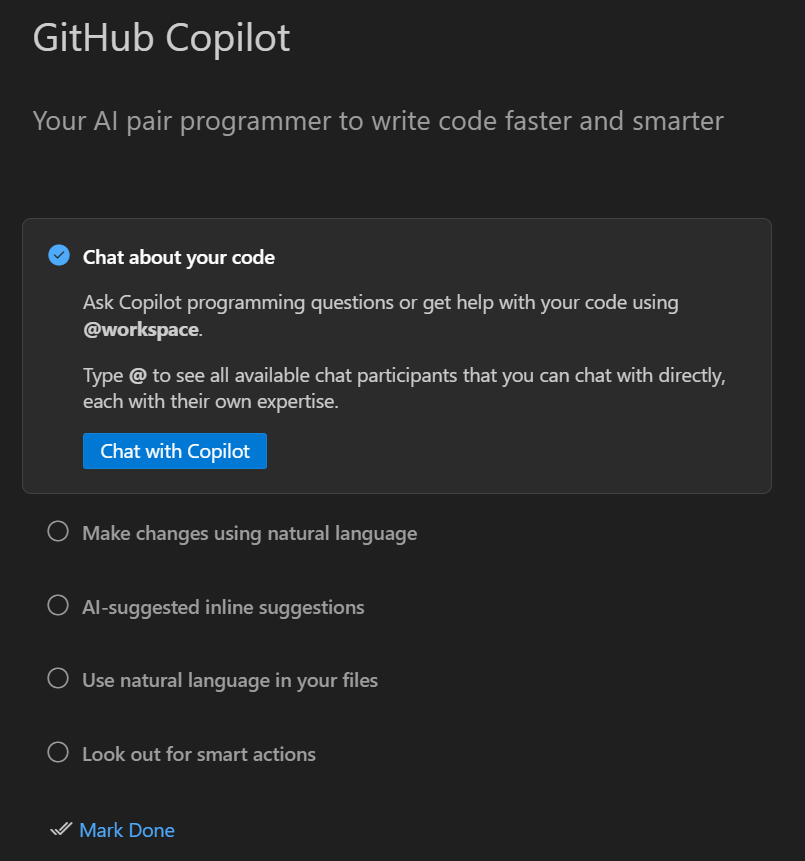 GitHub Copilot
Your AI pair programmer to write code faster and smarter
Chat about your code
Ask Copilot programming questions or get help with your code using
@workspace.
Type @ to see all available chat participants that you can chat with directly,
each with their own expertise.
Chat with Copilot
Make changes using natural language
AI-suggested inline suggestions
Use natural language in your files
Look out for smart actions
Mark Done